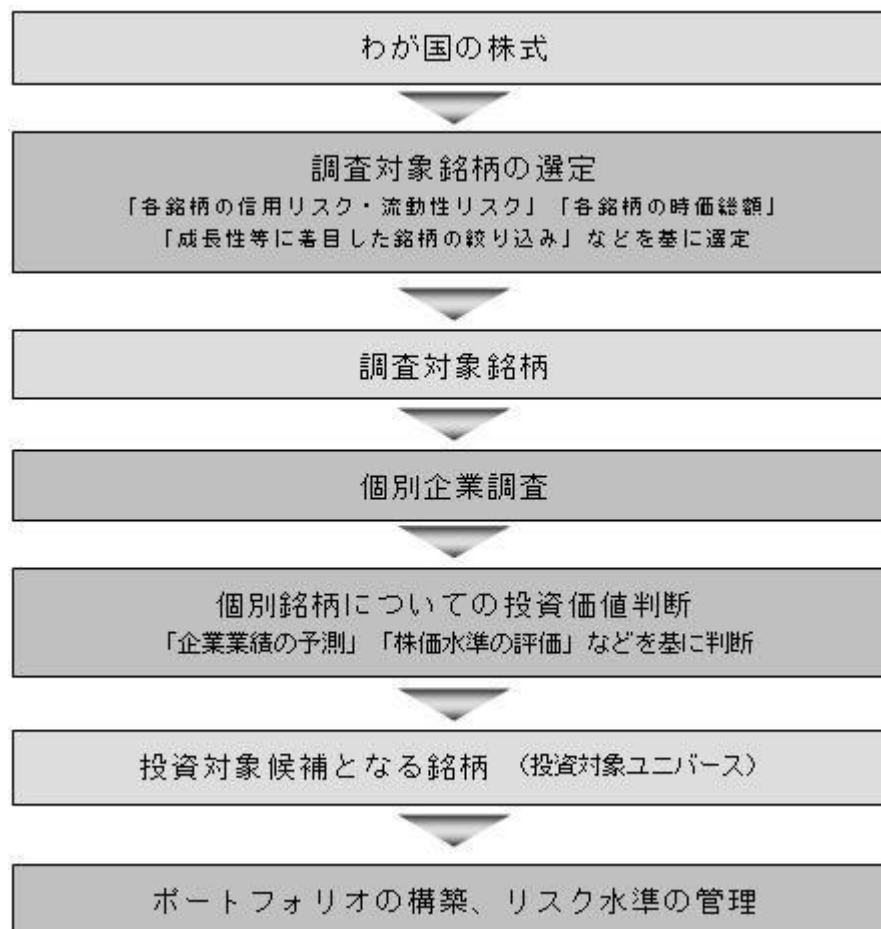 わが国の株式
調査対象銘柄の選定
「各銘柄の信用リスク・流動性リスク」「各銘柄の時価総額」
「成長性等に着目した銘柄の絞り込み」などを基に選定
調査対象銘柄
個別企業調査
個別銘柄についての投資価値判断
「企業業績の予測」「株価水準の評価」などを基に判断
投資対象候補となる銘柄 （投資対象ユニバース）
ポートフォリオの構築、リスク水準の管理